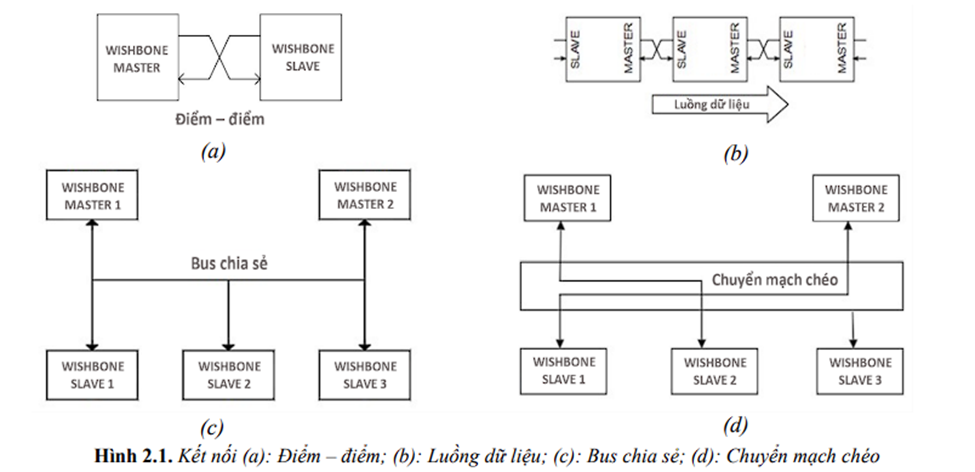 WISHBONE
MASTER
WISHBONE
SLAVE
Điểm – điểm
(a)
SLAVE
MASTER
SLAVE
MASTER
SLAVE
MASTER
Luồng dữ liệu
(b)
WISHBONE
MASTER 1
WISHBONE
MASTER 2
Bus chia sẻ
WISHBONE
SLAVE 1
WISHBONE
SLAVE 2
WISHBONE
SLAVE 3
(c)
WISHBONE
MASTER 1
WISHBONE
MASTER 2
Chuyển mạch chéo
WISHBONE
SLAVE 1
WISHBONE
SLAVE 2
WISHBONE
SLAVE 3
(d)
Hình 2.1. Kết nối (a): Điểm – điểm; (b): Luồng dữ liệu; (c): Bus chia sẻ; (d): Chuyển mạch chéo